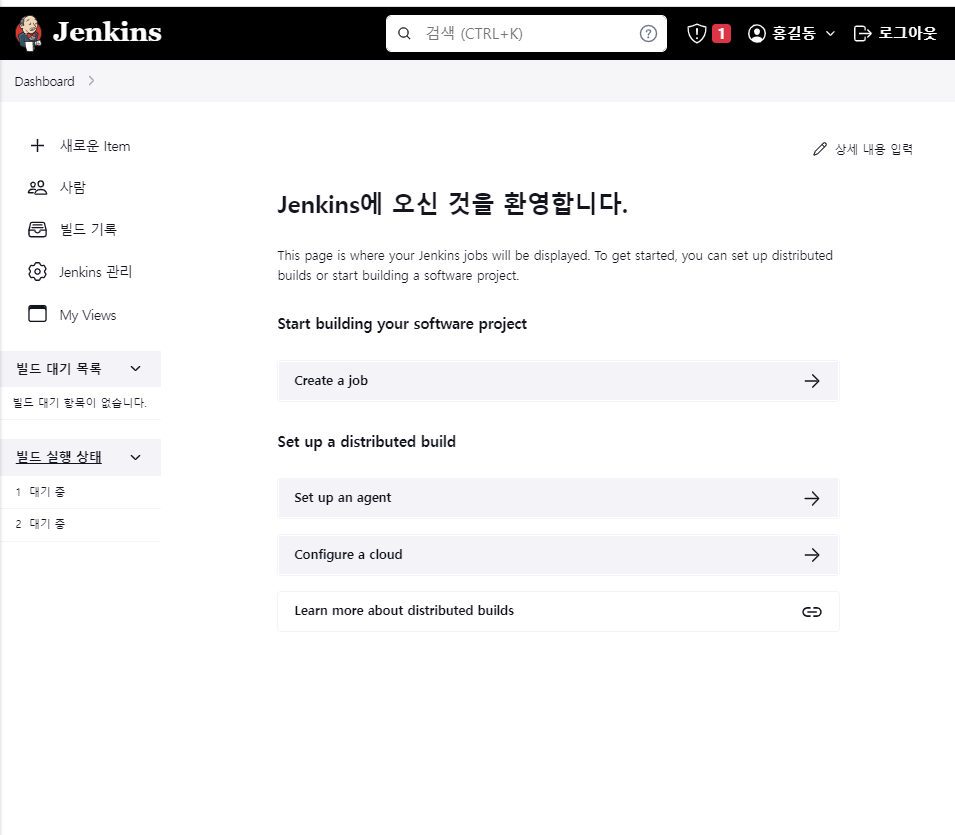 Jenkins
검색 (CTRL+K)
1
홍길동
로그아웃
Dashboard
새로운 Item
사람
빌드 기록
Jenkins 관리
My Views
빌드 대기 목록
빌드 대기 항목이 없습니다.
빌드 실행 상태
1 대기 중
2 대기 중
상세 내용 입력
Jenkins에 오신 것을 환영합니다.
This page is where your Jenkins jobs will be displayed. To get started, you can set up distributed
builds or start building a software project.
Start building your software project
Create a job
Set up a distributed build
Set up an agent
Configure a cloud
Learn more about distributed builds